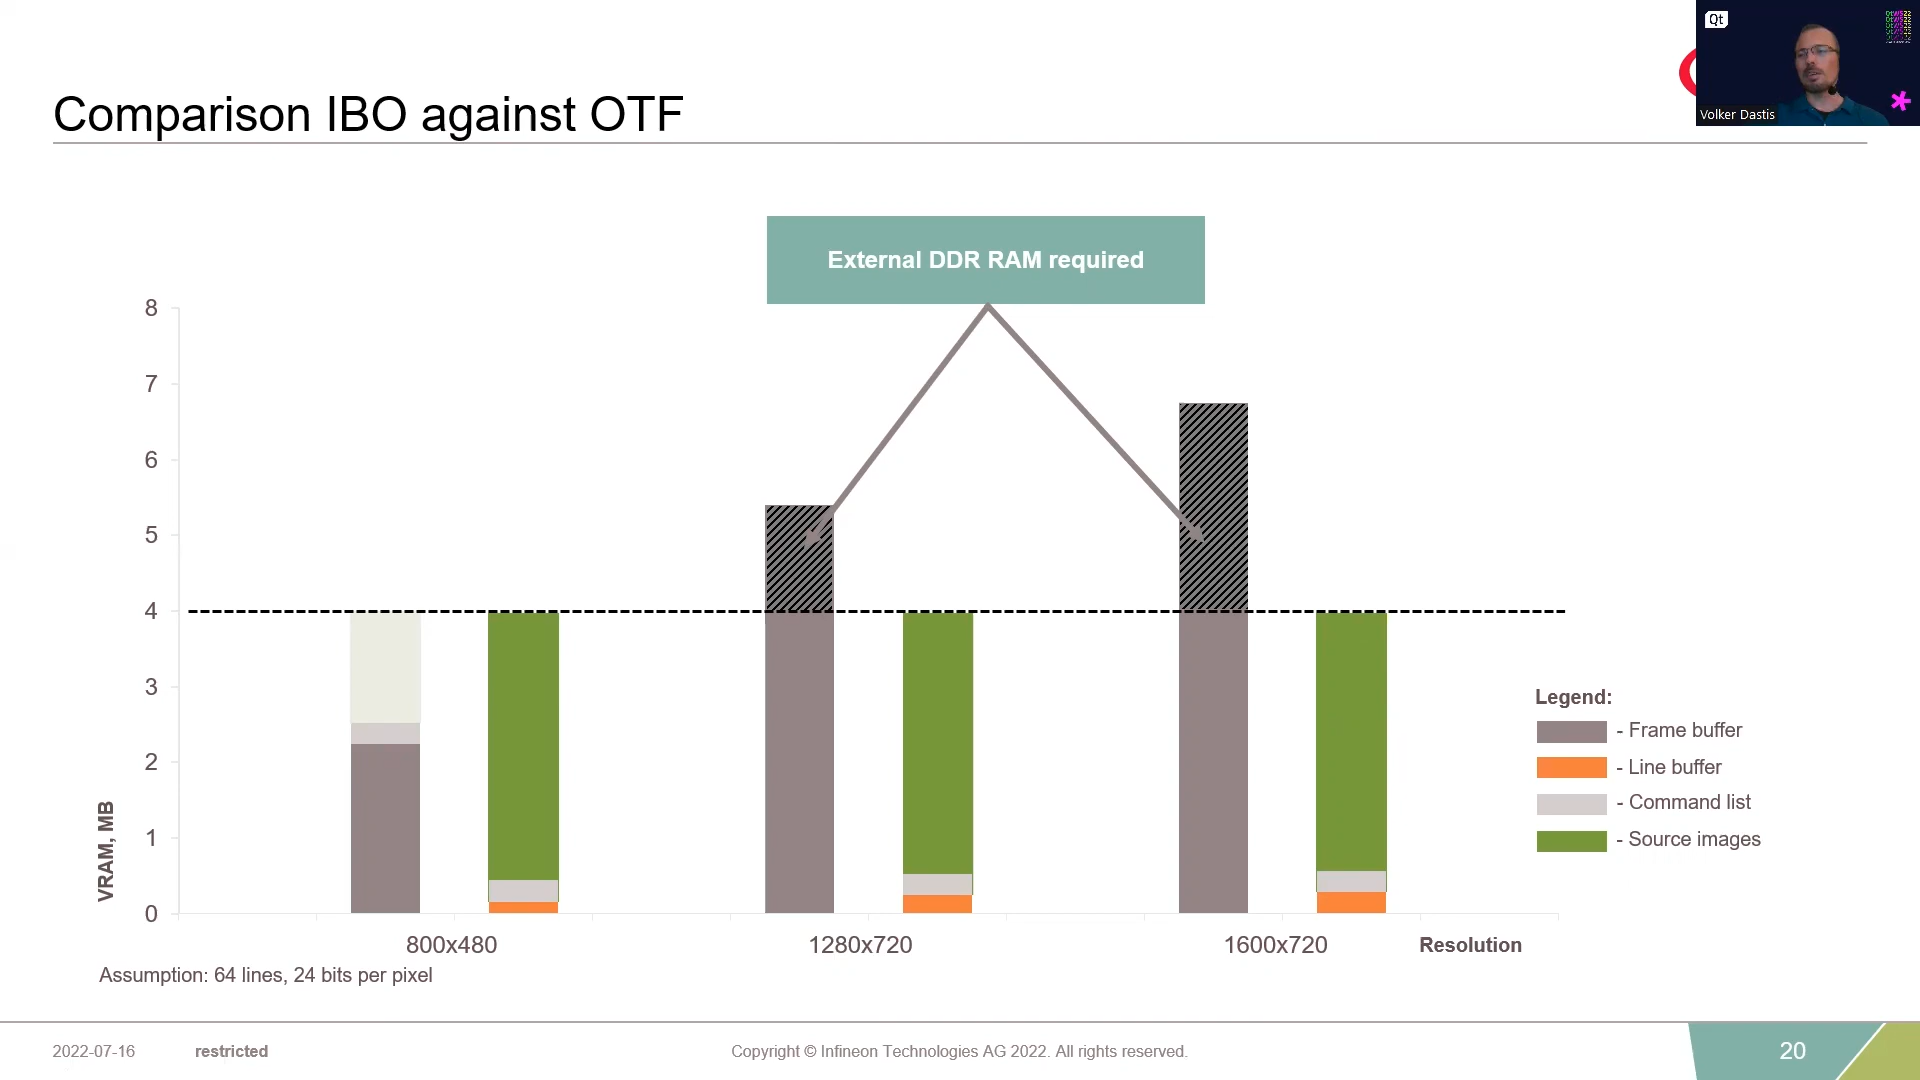 Qt
Volker Dastis
Comparison IBO against OTF
External DDR RAM required
8
7
6
5
4
3
2
1
0
VRAM, MB
800x480
1280x720
1600x720
Resolution
Legend:
- Frame buffer
- Line buffer
- Command list
- Source images
Assumption: 64 lines, 24 bits per pixel
2022-07-16
restricted
Copyright © Infineon Technologies AG 2022. All rights reserved.
20